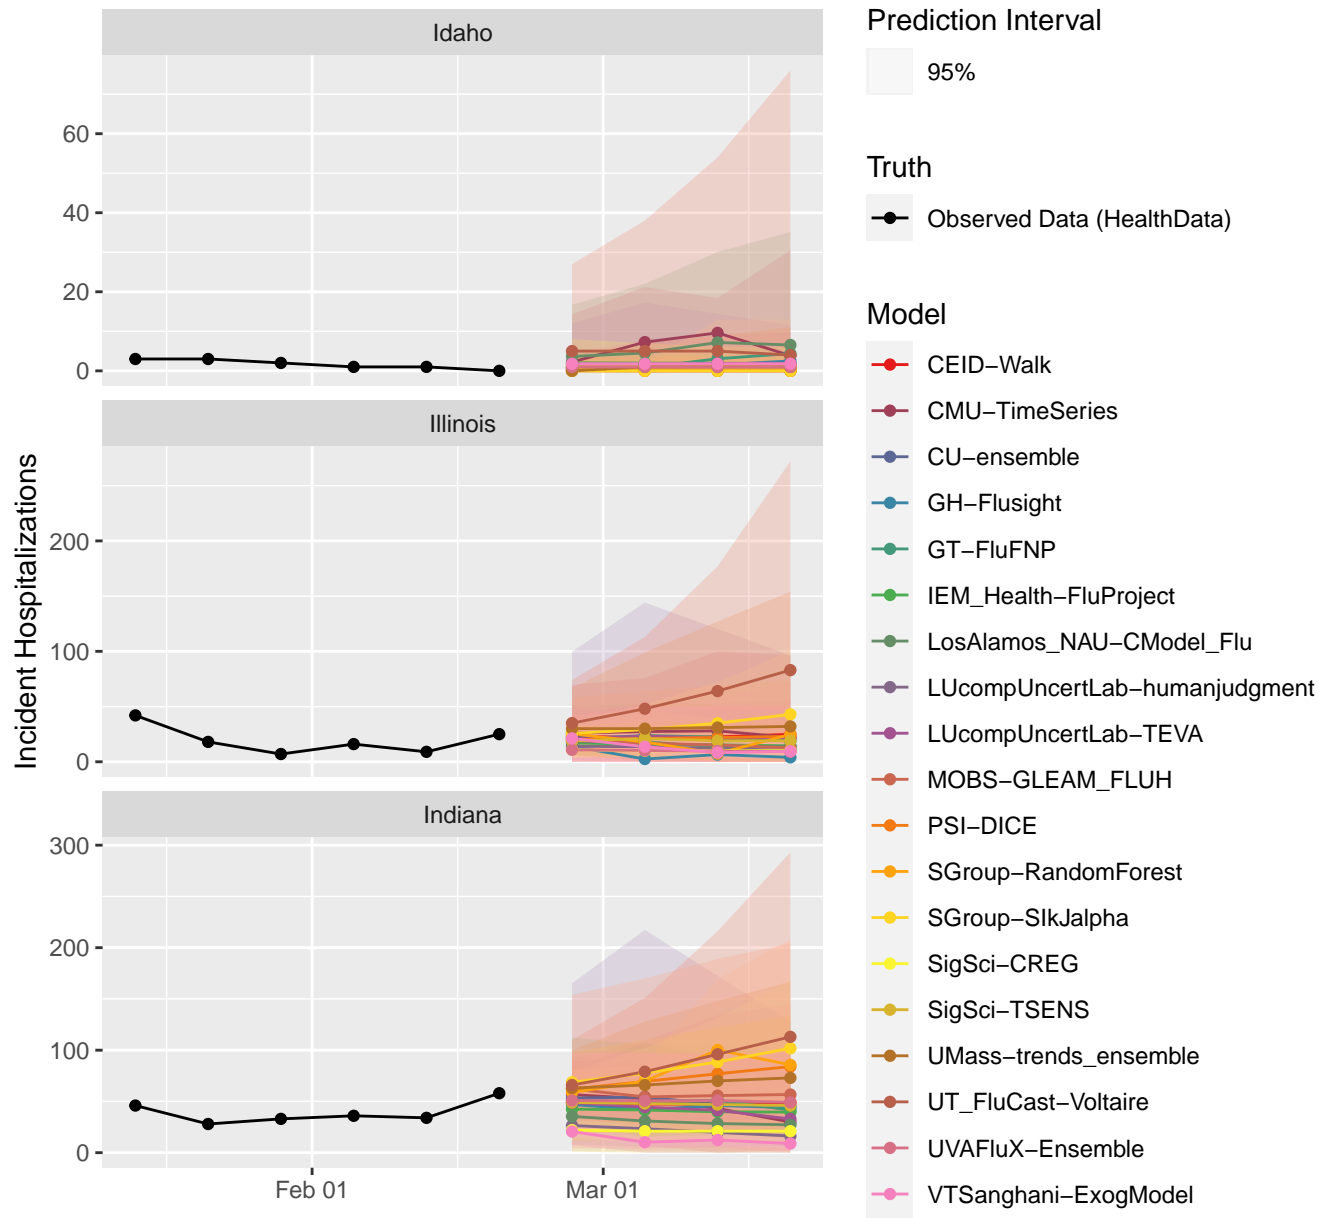 Idaho
60
40
20
0
Illinois
200
100
0
Indiana
300
200
100
0
Feb 01
Mar 01
Incident Hospitalizations
Prediction Interval
95%
Truth
Observed Data (HealthData)
Model
CEID−Walk
CMU−TimeSeries
CU−ensemble
GH−Flusight
GT−FluFNP
IEM_Health−FluProject
LosAlamos_NAU−CModel_Flu
LUcompUncertLab−humanjudgment
LUcompUncertLab−TEVA
MOBS−GLEAM_FLUH
PSI−DICE
SGroup−RandomForest
SGroup−SIkJalpha
SigSci−CREG
SigSci−TSENS
UMass−trends_ensemble
UT_FluCast−Voltaire
UVAFluX−Ensemble
VTSanghani−ExogModel